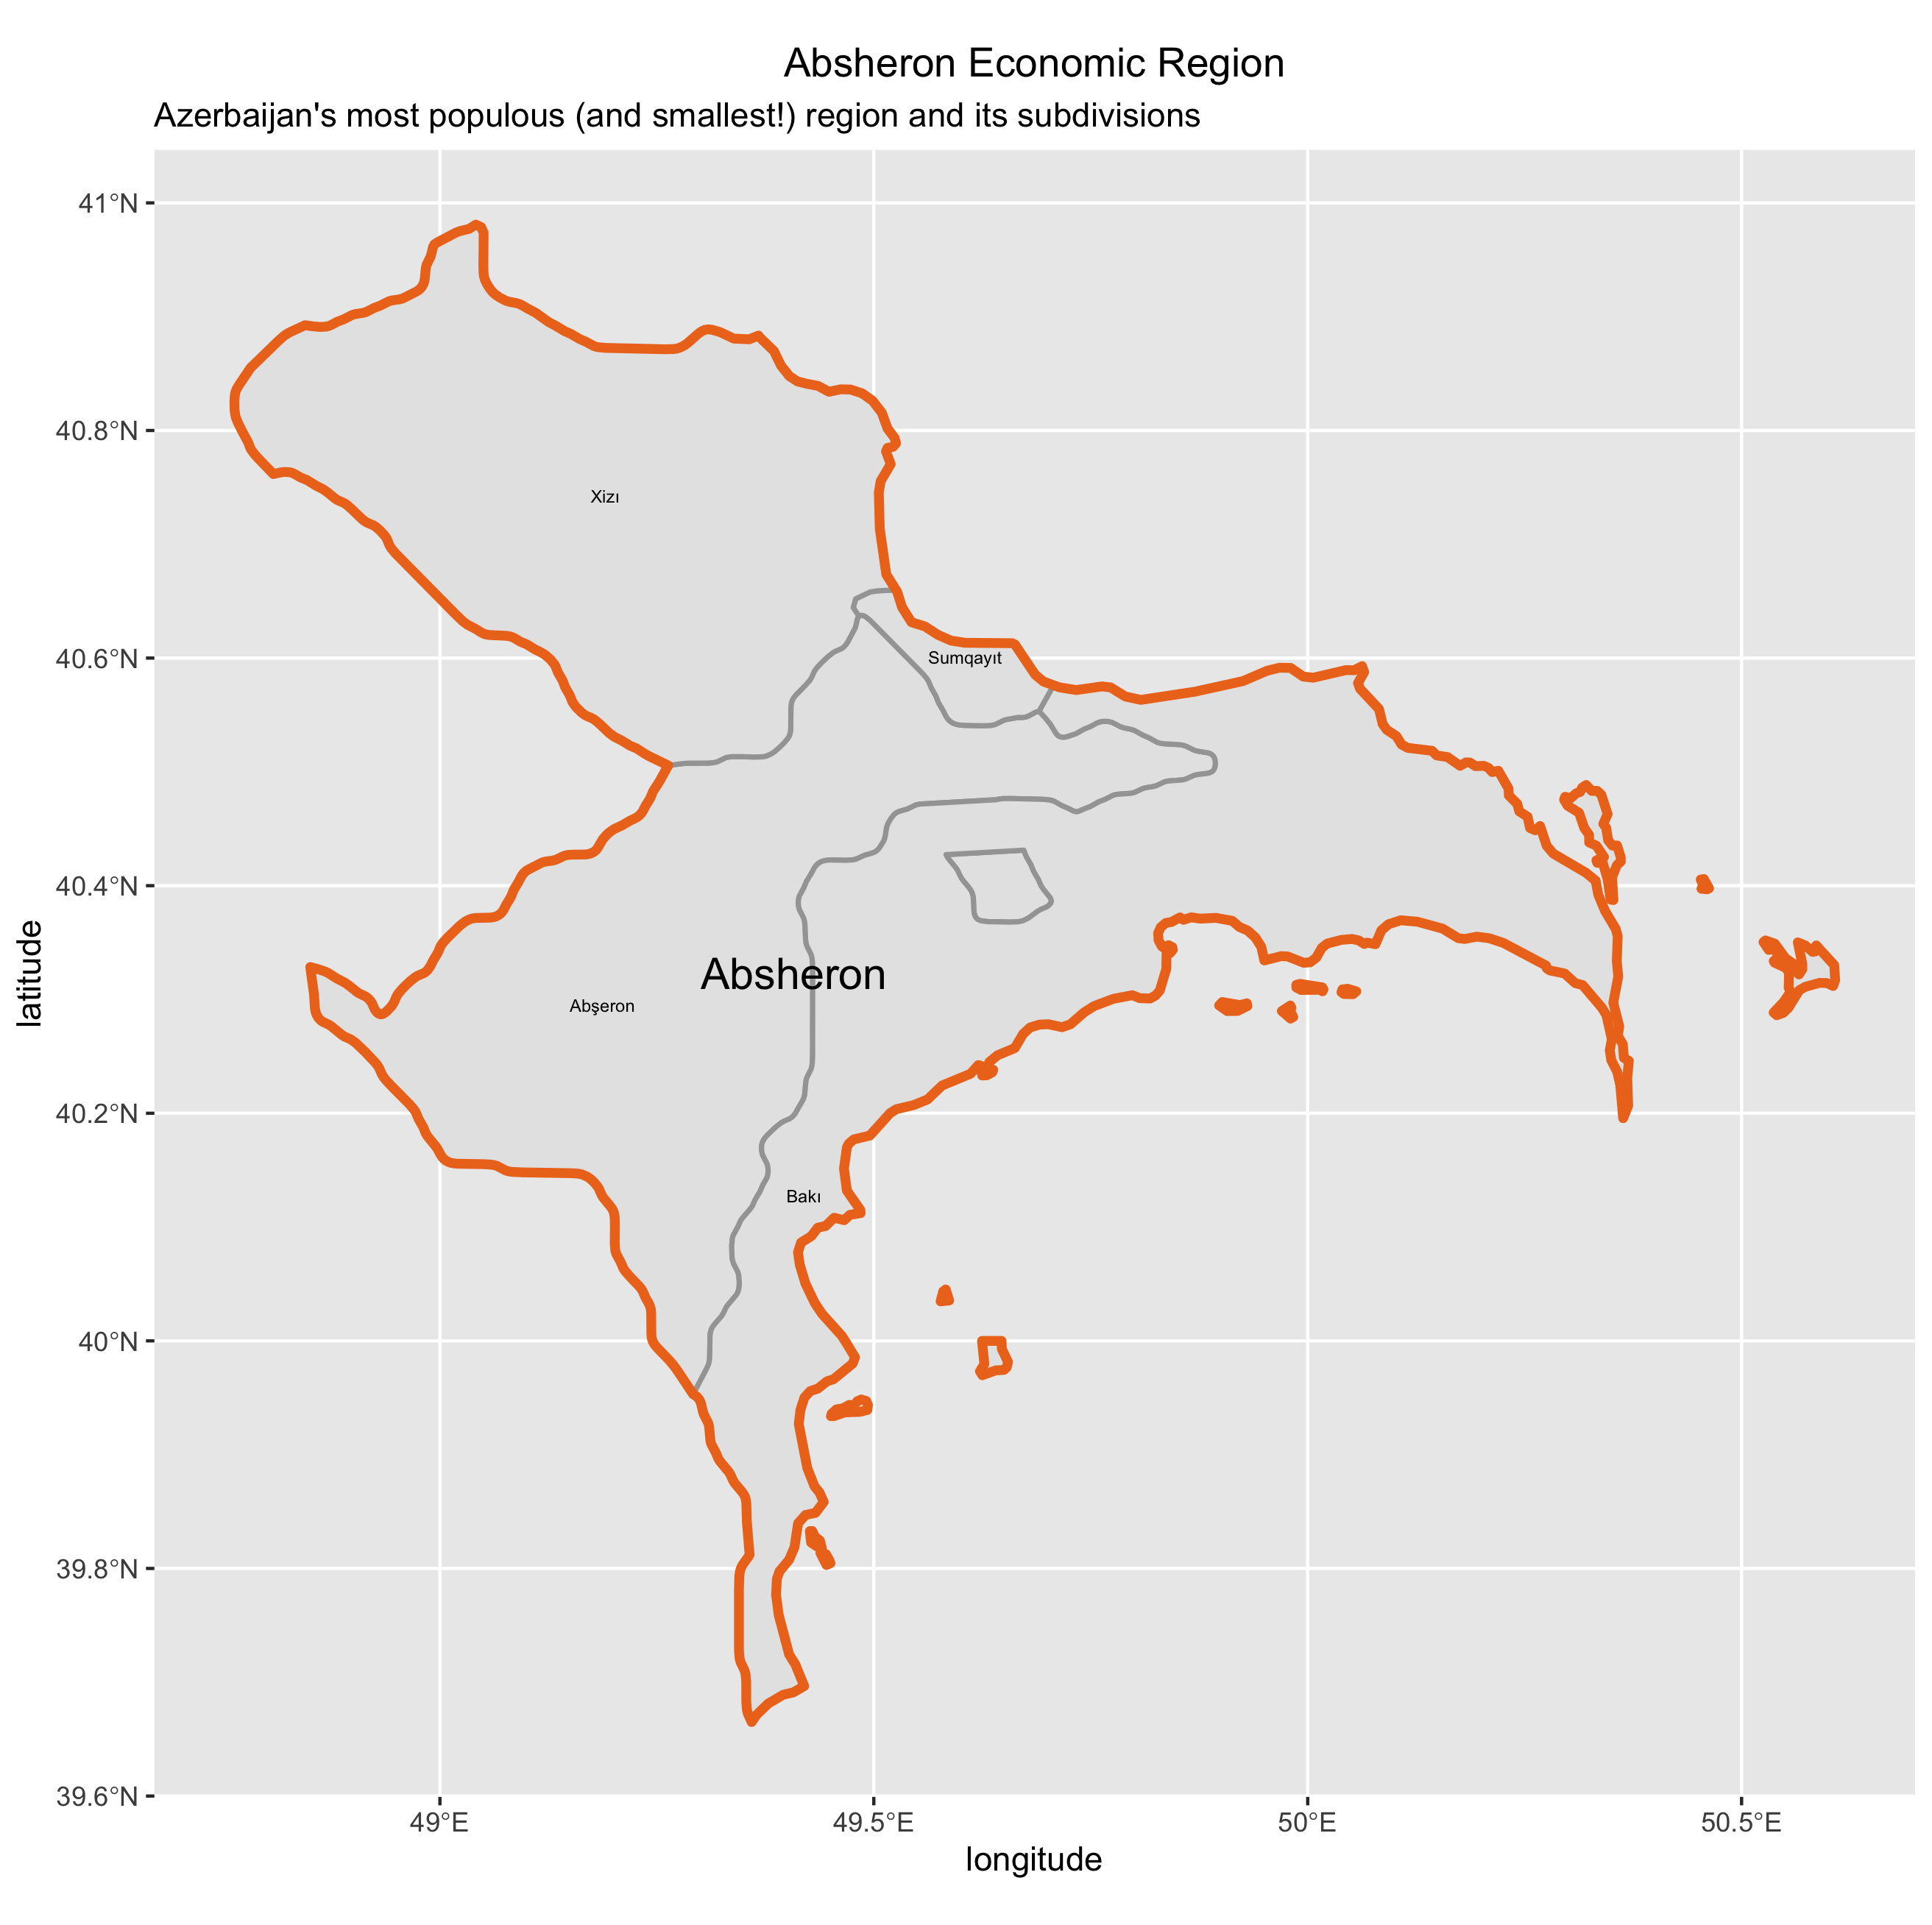 Absheron Economic Region
Azerbaijan's most populous (and smallest!) region and its subdivisions
41°N
40.8°N
Xızı
40.6°N
Sumqayıt
40.4°N
latitude
Absheron
Abşeron
40.2°N
Bakı
40°N
39.8°N
39.6°N
49°E
49.5°E
50°E
50.5°E
longitude